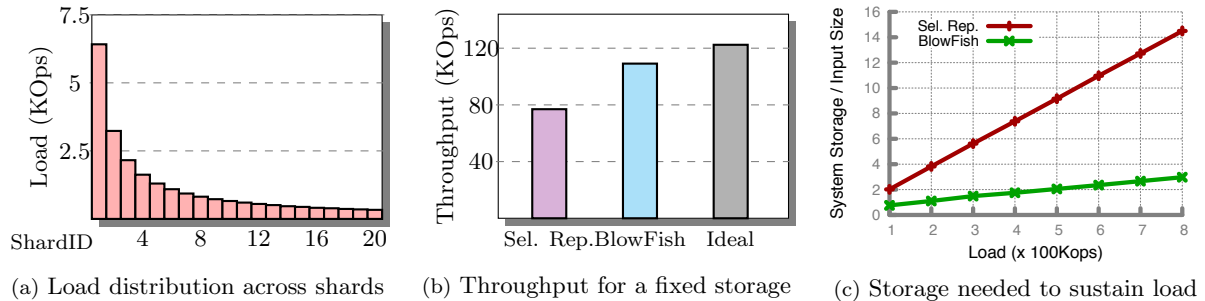 7.5
5
2.5
Load (KOps)
ShardID
4
8
12
16
20
(a) Load distribution across shards
120
80
40
Throughput (KOps)
Sel. Rep.
BlowFish
Ideal
(b) Throughput for a fixed storage
16
14
12
10
8
6
4
2
0
System Storage / Input Size
Sel. Rep.
BlowFish
1 2 3 4 5 6 7 8
Load (x 100Kops)
(c) Storage needed to sustain load